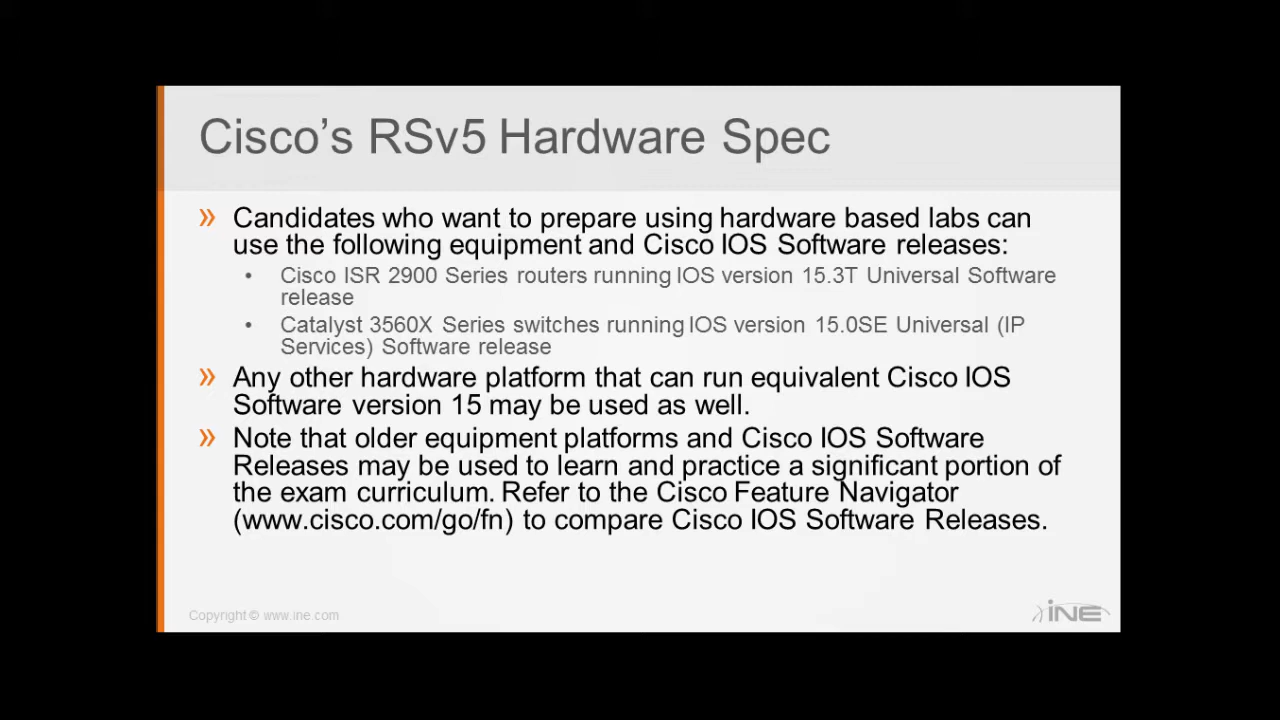 Cisco's RSv5 Hardware Spec
» Candidates who want to prepare using hardware based labs can
use the following equipment and Cisco IOS Software releases:
• Cisco ISR 2900 Series routers running IOS version 15.3T Universal Software
release
• Catalyst 3560X Series switches running IOS version 15.0SE Universal (IP
Services) Software release
» Any other hardware platform that can run equivalent Cisco IOS
Software version 15 may be used as well.
» Note that older equipment platforms and Cisco IOS Software
Releases may be used to learn and practice a significant portion of
the exam curriculum. Refer to the Cisco Feature Navigator
(www.cisco.com/go/fn) to compare Cisco IOS Software Releases.
Copyright © www.ine.com
iNE